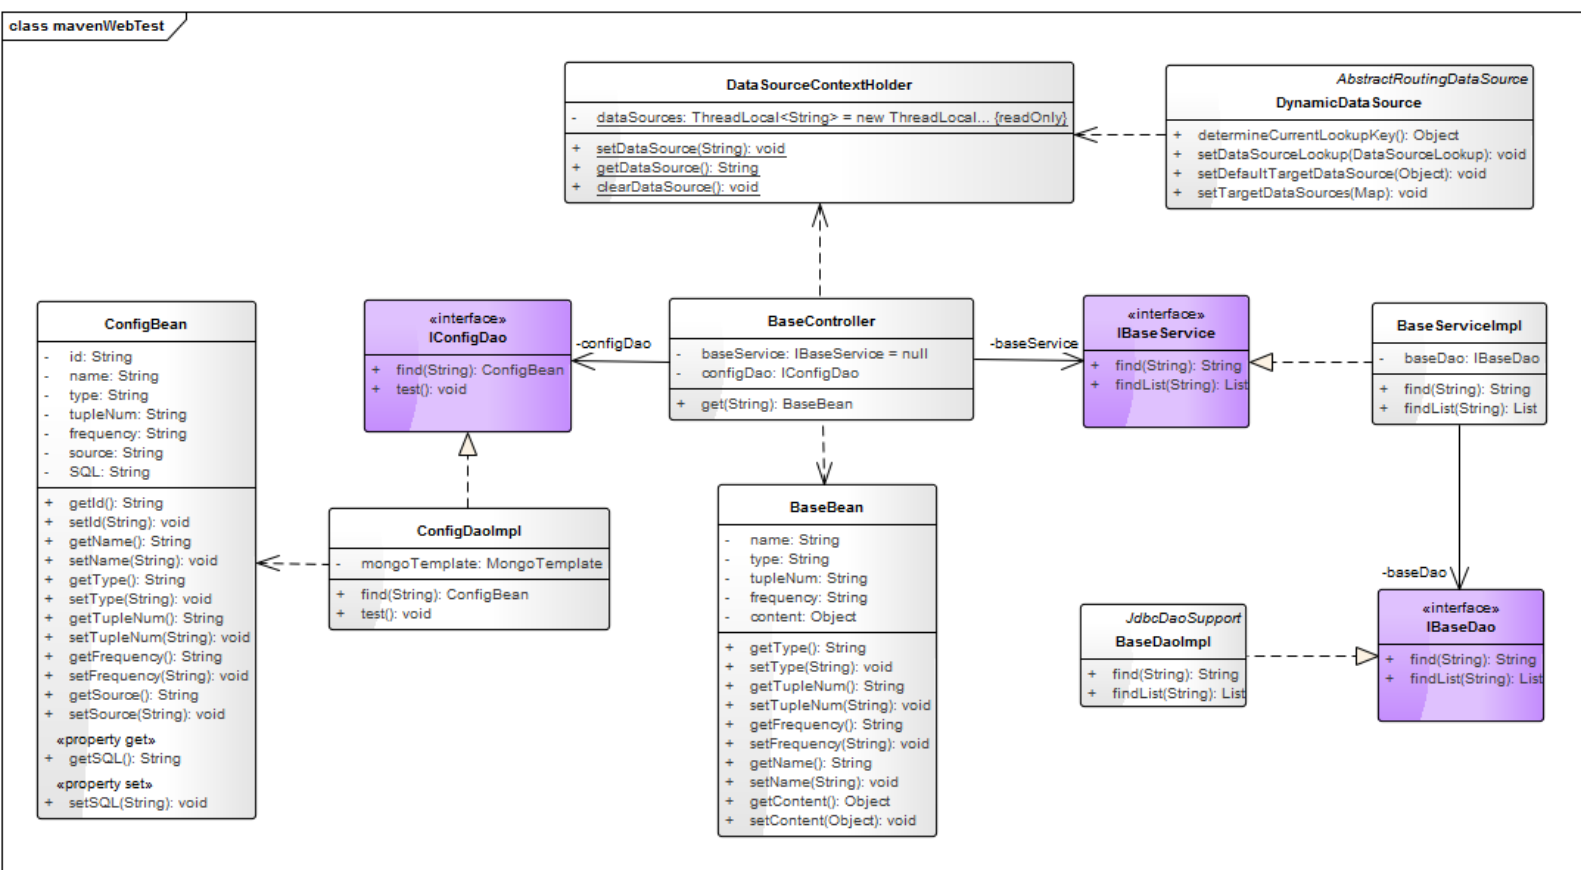 class mavenWebTest
DataSourceContextHolder
- dataSources: ThreadLocal<String> = new ThreadLocal... {readOnly}
+ setDataSource(String): void
+ getDataSource(): String
+ clearDataSource(): void
AbstractRoutingDataSource
DynamicDataSource
+ determineCurrentLookupKey(): Object
+ setDataSourceLookup(DataSourceLookup): void
+ setDefaultTargetDataSource(Object): void
+ setTargetDataSources(Map): void
ConfigBean
- id: String
- name: String
- type: String
- tupleNum: String
- frequency: String
- source: String
- SQL: String
+ getId(): String
+ setId(String): void
+ getName(): String
+ setName(String): void
+ getType(): String
+ setType(String): void
+ getTupleNum(): String
+ setTupleNum(String): void
+ getFrequency(): String
+ setFrequency(String): void
+ getSource(): String
+ setSource(String): void
«property get»
+ getSQL(): String
«property set»
+ setSQL(String): void
«interface»
IConfigDao
+ find(String): ConfigBean
+ test(): void
-configDao
BaseController
- baseService: IBaseService = null
- configDao: IConfigDao
+ get(String): BaseBean
-baseService
«interface»
IBaseService
+ find(String): String
+ findList(String): List
BaseServiceImpl
- baseDao: IBaseDao
+ find(String): String
+ findList(String): List
ConfigDaoImpl
- mongoTemplate: MongoTemplate
+ find(String): ConfigBean
+ test(): void
BaseBean
- name: String
- type: String
- tupleNum: String
- frequency: String
- content: Object
+ getType(): String
+ setType(String): void
+ getTupleNum(): String
+ setTupleNum(String): void
+ getFrequency(): String
+ setFrequency(String): void
+ getName(): String
+ setName(String): void
+ getContent(): Object
+ setContent(Object): void
-baseDao
JdbcDaoSupport
BaseDaoImpl
+ find(String): String
+ findList(String): List
«interface»
IBaseDao
+ find(String): String
+ findList(String): List